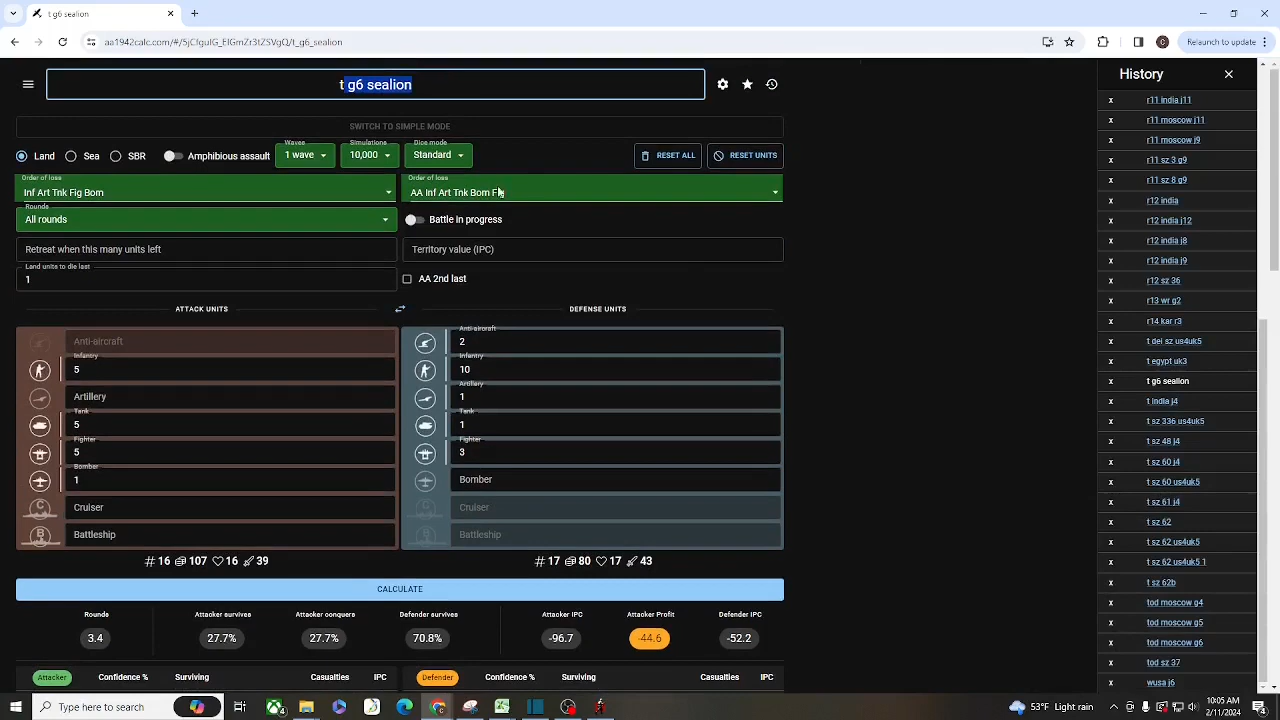 t g6 sealion
aa1942calc.com/#/5jCfguIG_EIGmZr3tZSVgQ/t_g6_sealion
Relaunch to update
t g6 sealion
History
SWITCH TO SIMPLE MODE
Land Sea SBR Amphibious assault
Waves
1 wave
Simulations
10,000
Dice mode
Standard
RESET ALL
RESET UNITS
Order of loss
Inf Art Tnk Fig Bom
Order of loss
AA Inf Art Tnk Bom Fig
Rounds
All rounds
Battle in progress
Retreat when this many units left
Territory value (IPC)
Land units to die last
1
AA 2nd last
ATTACK UNITS
DEFENSE UNITS
Anti-aircraft
Infantry
5
Artillery
Tank
5
Fighter
5
Bomber
1
Cruiser
Battleship
Anti-aircraft
2
Infantry
10
Artillery
1
Tank
1
Fighter
3
Bomber
Cruiser
Battleship
16 107 16 39
17 80 17 43
CALCULATE
Rounds Attacker survives Attacker conquers Defender survives Attacker IPC Attacker Profit Defender IPC
3.4 27.7% 27.7% 70.8% -96.7 -44.6 -52.2
Attacker Confidence % Surviving Casualties IPC
Defender Confidence % Surviving Casualties IPC
x r11 india j11
x r11 moscow j11
x r11 moscow j9
x r11 sz 3 g9
x r11 sz 8 g9
x r12 india
x r12 india j12
x r12 india j8
x r12 india j9
x r12 sz 36
x r13 wr g2
x r14 kar r3
x t dei sz us4uk5
x t egypt uk3
x t g6 sealion
x t india j4
x t sz 336 us4uk5
x t sz 48 j4
x t sz 60 j4
x t sz 60 us4uk5
x t sz 61 j4
x t sz 62
x t sz 62 us4uk5
x t sz 62 us4uk5 1
x t sz 62b
x tod moscow g4
x tod moscow g5
x tod moscow g6
x tod sz 37
x wusa j6
Type here to search
53°F Light rain
10:05 AM
2/11/2024